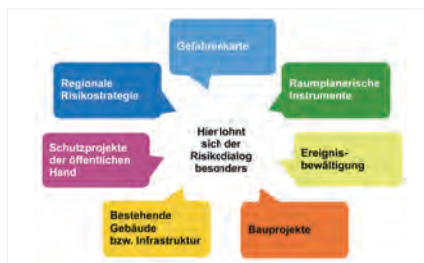 Gefahrenkarte
Regionale
Risikostrategie
Raumplanerische
Instrumente
Schutzprojekte
der öffentlichen
Hand
Hier lohnt
sich der
Risikodialog
besonders
Ereignis-
bewältigung
Bestehende
Gebäude
bzw. Infrastruktur
Bauprojekte